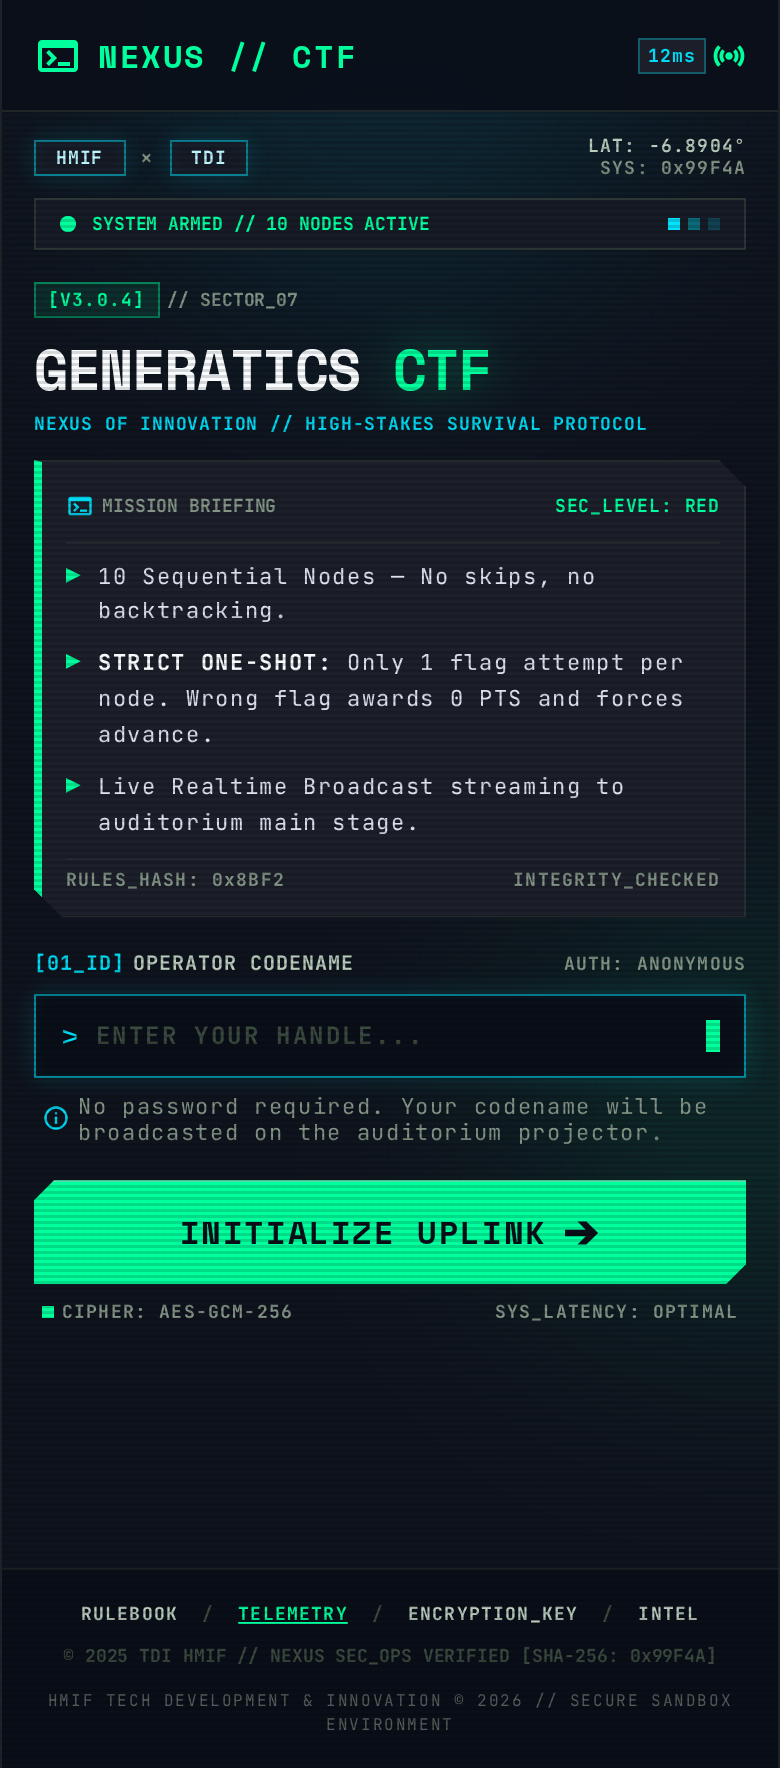 NEXUS // CTF
12ms
HMIF × TDI
LAT: -6.8904°
SYS: 0x99F4A
SYSTEM ARMED // 10 NODES ACTIVE
[V3.0.4] // SECTOR_07
GENERATICS CTF
NEXUS OF INNOVATION // HIGH-STAKES SURVIVAL PROTOCOL
MISSION BRIEFING
SEC_LEVEL: RED
10 Sequential Nodes — No skips, no
backtracking.
STRICT ONE-SHOT: Only 1 flag attempt per
node. Wrong flag awards 0 PTS and forces
advance.
Live Realtime Broadcast streaming to
auditorium main stage.
RULES_HASH: 0x8BF2
INTEGRITY_CHECKED
[01_ID] OPERATOR CODENAME
AUTH: ANONYMOUS
> ENTER YOUR HANDLE...
No password required. Your codename will be
broadcasted on the auditorium projector.
INITIALIZE UPLINK →
CIPHER: AES-GCM-256
SYS_LATENCY: OPTIMAL
RULEBOOK / TELEMETRY / ENCRYPTION_KEY / INTEL
© 2025 TDI HMIF // NEXUS SEC_OPS VERIFIED [SHA-256: 0x99F4A]
HMIF TECH DEVELOPMENT & INNOVATION © 2026 // SECURE SANDBOX
ENVIRONMENT